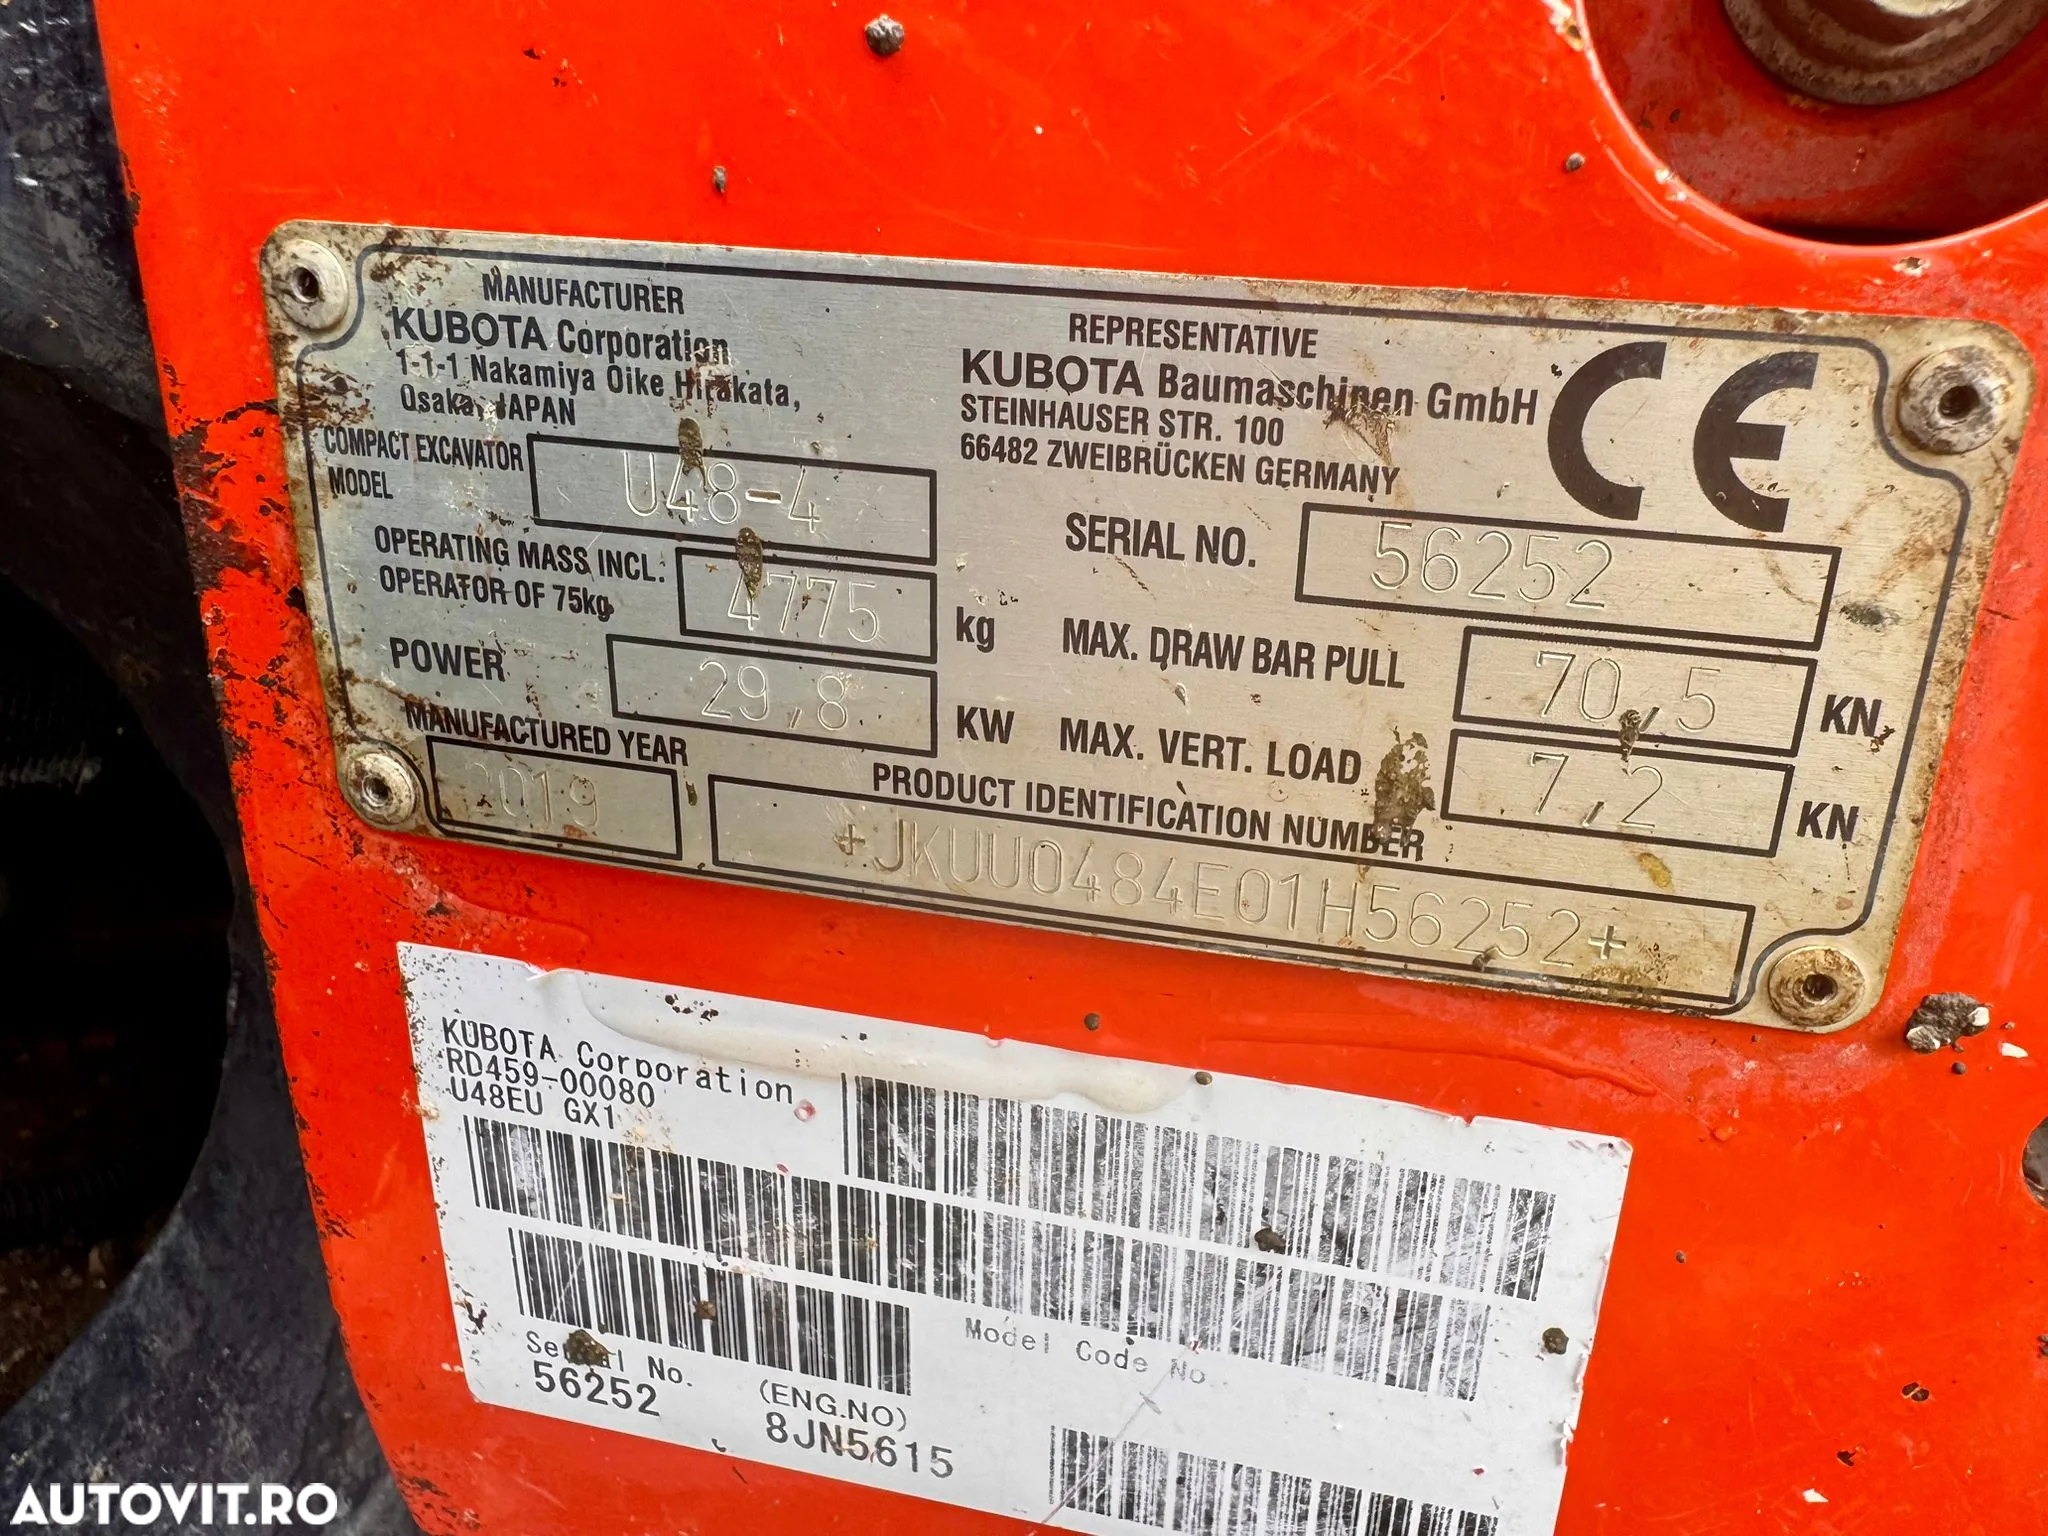 MANUFACTURER
KUBOTA Corporation
1-1-1 Nakamiya Oike Hirakata,
Osaka, JAPAN
REPRESENTATIVE
KUBOTA Baumaschinen GmbH
STEINHAUSER STR. 100
66482 ZWEIBRÜCKEN GERMANY
CE
COMPACT EXCAVATOR
MODEL
U48-4
SERIAL NO.
56252
OPERATING MASS INCL.
OPERATOR OF 75kg
4775
kg
MAX. DRAW BAR PULL
70,5
KN
POWER
29,8
KW
MAX. VERT. LOAD
7,2
KN
MANUFACTURED YEAR
2019
PRODUCT IDENTIFICATION NUMBER
+JKUU0484E01H56252+
KUBOTA Corporation
RD459-00080
U48EU GX1
Serial No.
56252
(ENG.NO)
8JN5615
Model Code No
AUTOVIT.RO